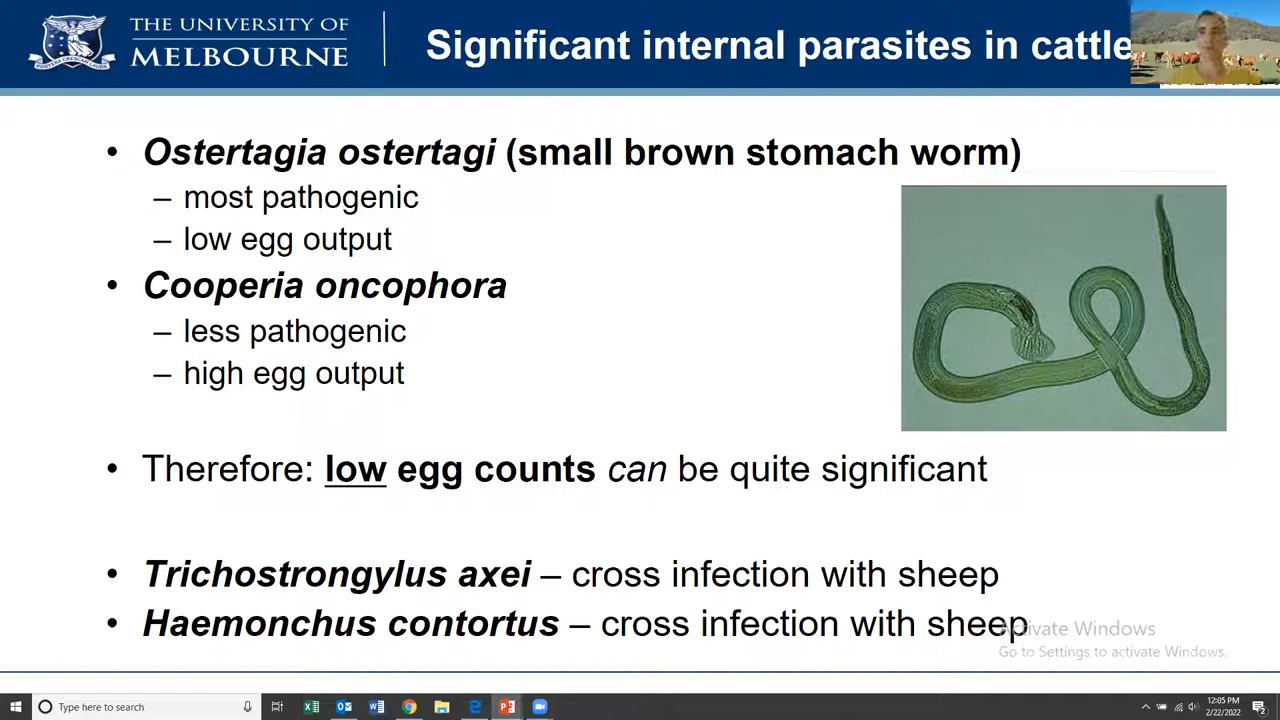 THE UNIVERSITY OF
MELBOURNE
Significant internal parasites in cattle
• Ostertagia ostertagi (small brown stomach worm)
– most pathogenic
– low egg output
• Cooperia oncophora
– less pathogenic
– high egg output
• Therefore: low egg counts can be quite significant
• Trichostrongylus axei – cross infection with sheep
• Haemonchus contortus – cross infection with sheep
Activate Windows
Go to Settings to activate Windows.
Type here to search
12:05 PM
2/22/2022
2